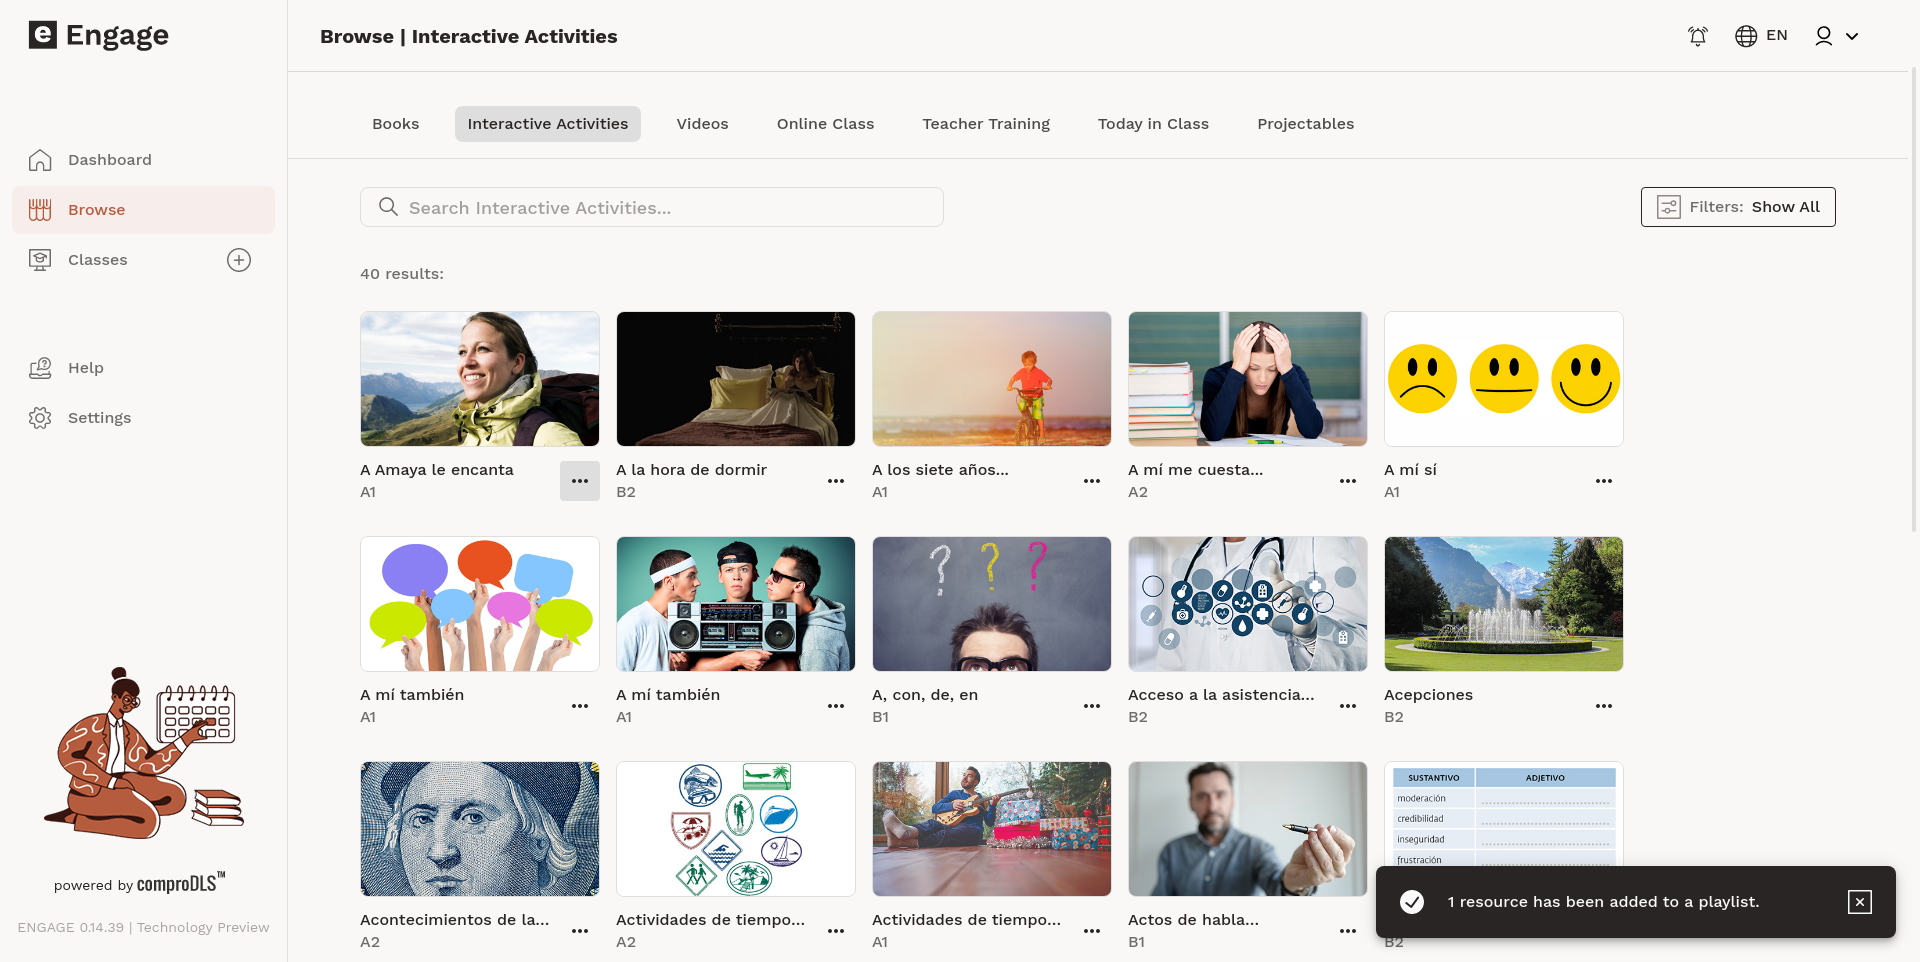 e Engage
Browse | Interactive Activities
EN
Dashboard
Browse
Classes
Help
Settings
Books
Interactive Activities
Videos
Online Class
Teacher Training
Today in Class
Projectables
Search Interactive Activities...
Filters: Show All
40 results:
A Amaya le encanta
A1
A la hora de dormir
B2
A los siete años...
A1
A mí me cuesta...
A2
A mí sí
A1
A mí también
A1
A mí también
A1
A, con, de, en
B1
Acceso a la asistencia...
B2
Acepciones
B2
SUSTANTIVO
ADJETIVO
moderación
credibilidad
inseguridad
frustración
Acontecimientos de la...
A2
Actividades de tiempo...
A2
Actividades de tiempo...
A1
Actos de habla...
B1
B2
1 resource has been added to a playlist.
powered by comproDLS™
ENGAGE 0.14.39 | Technology Preview